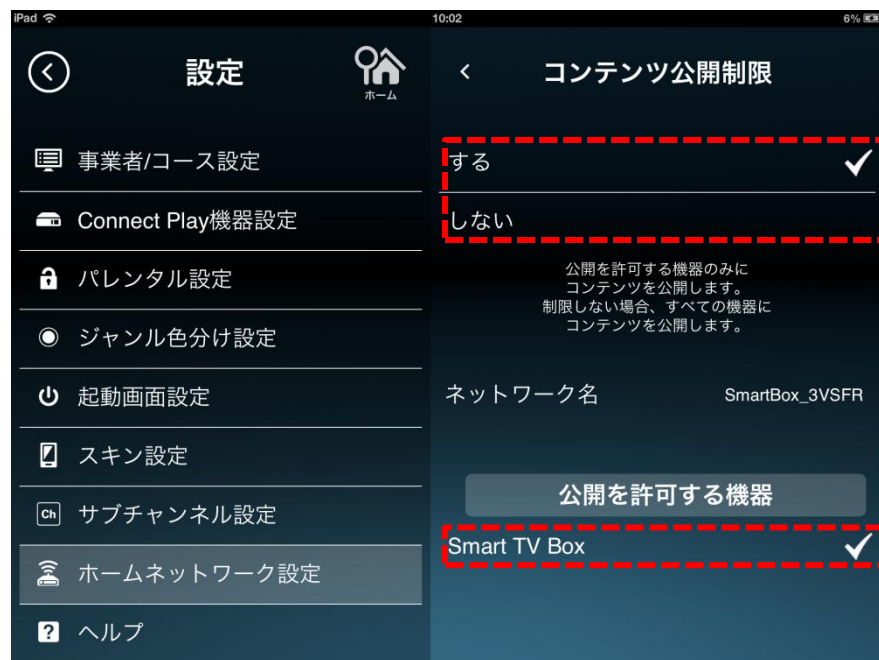 iPad
10:02
6%
設定
ホーム
事業者/コース設定
Connect Play機器設定
パレンタル設定
ジャンル色分け設定
起動画面設定
スキン設定
Ch サブチャンネル設定
ホームネットワーク設定
? ヘルプ
< コンテンツ公開制限
する
しない
公開を許可する機器のみに
コンテンツを公開します。
制限しない場合、すべての機器に
コンテンツを公開します。
ネットワーク名 SmartBox_3VSFR
公開を許可する機器
Smart TV Box